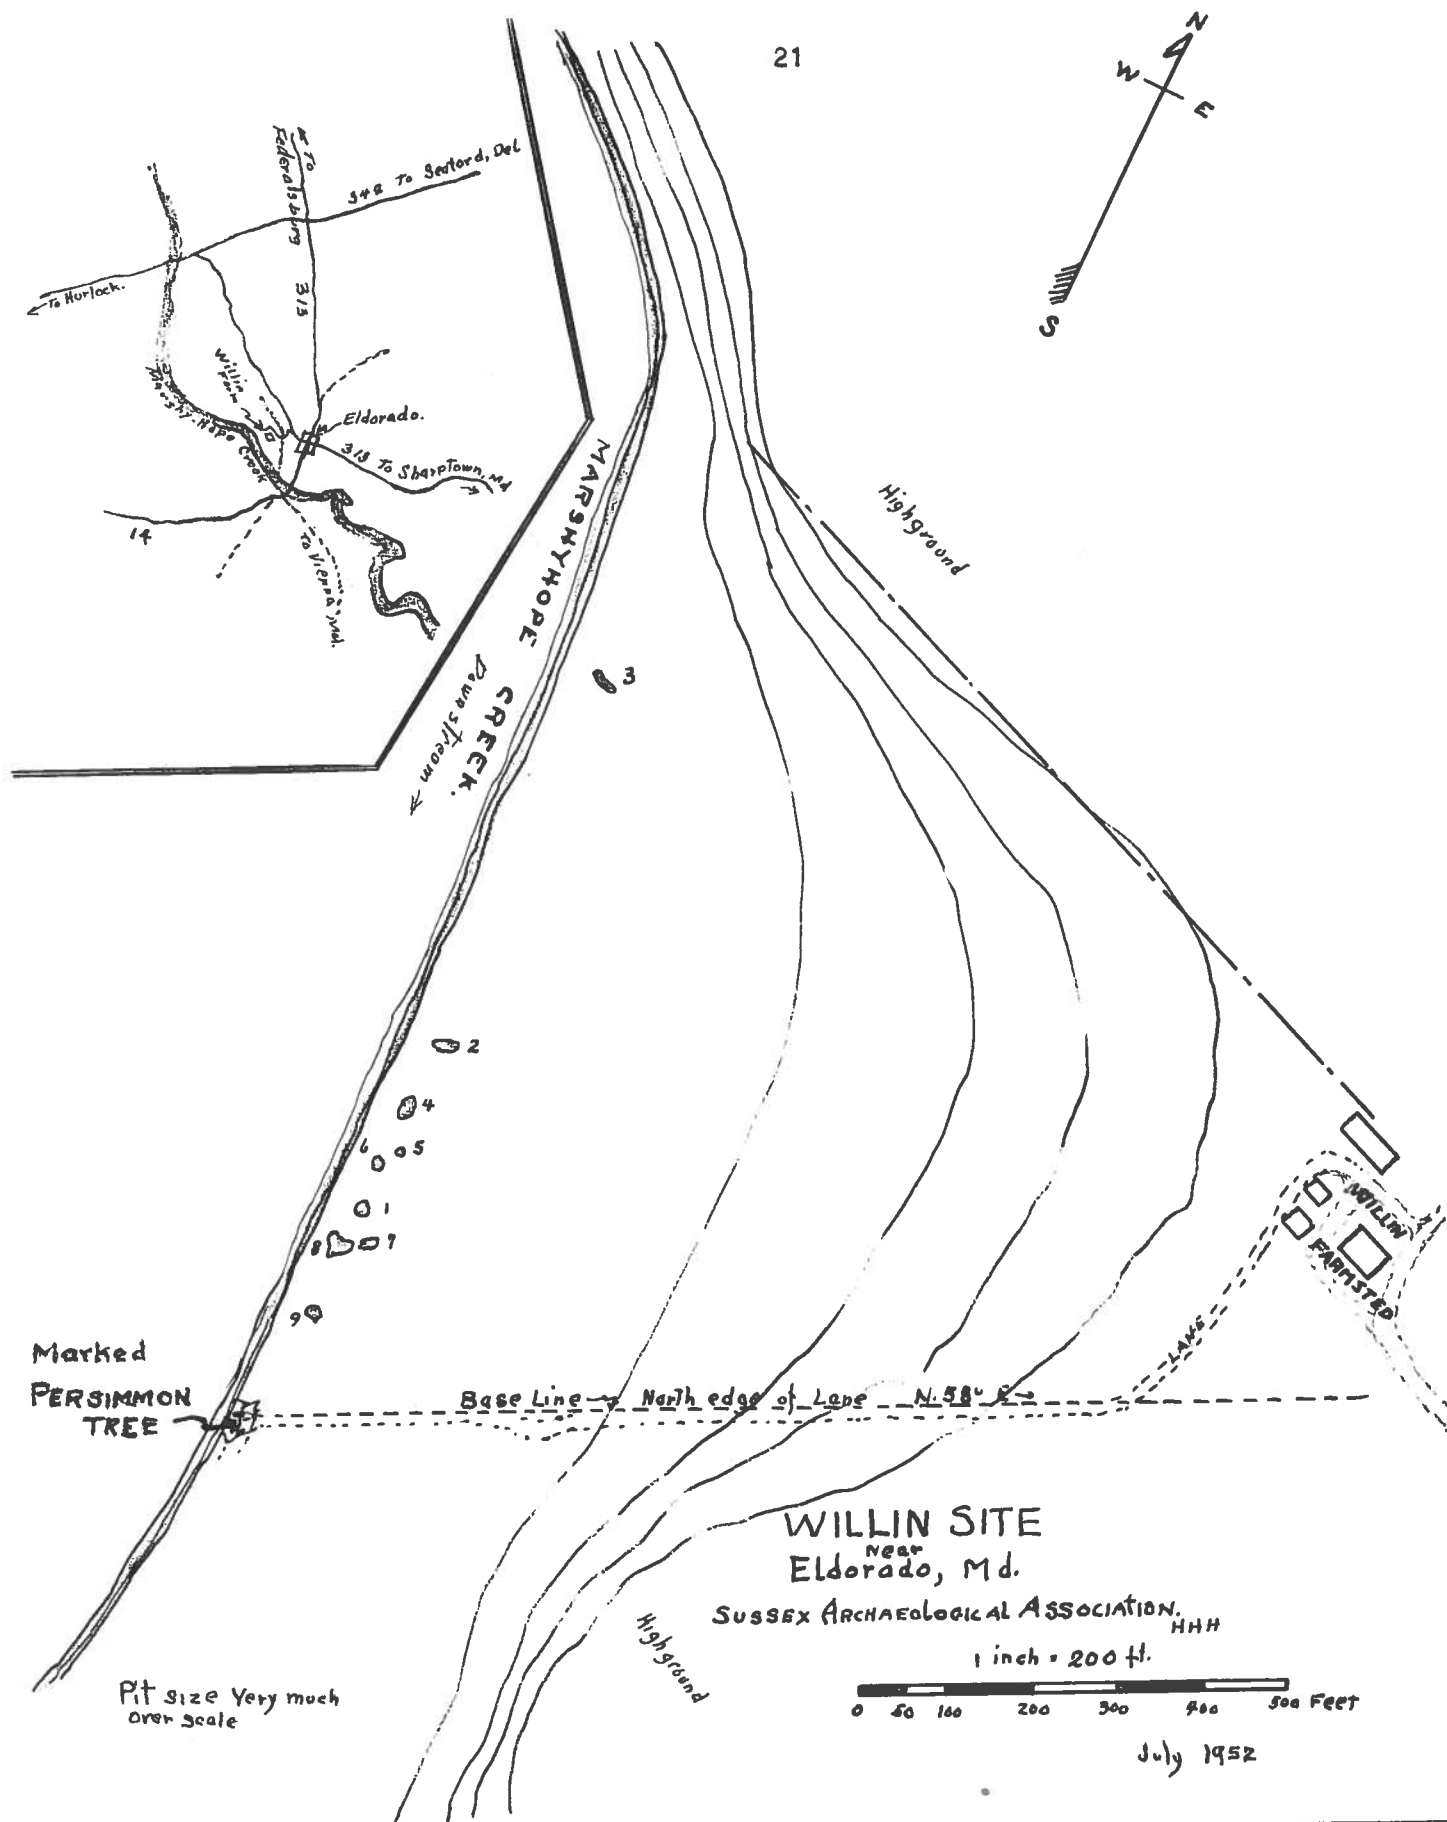 21
N
W
E
S
To
Federalsburg
348 To Seaford, Del
313
To Hurlock.
Willin
Farm
Marshy-Hope Creek
Eldorado.
313 To Sharptown, Md
14
To Vienna, Md.
MARSHYHOPE CREEK.
Downstream
Highground
3
2
4
6
5
1
8
7
9
Marked
PERSIMMON
TREE
Base Line
North edge of Lane
N.58° E
LANE
WILLIN
FARMSTED
WILLIN SITE
Near
Eldorado, Md.
SUSSEX ARCHAEOLOGICAL ASSOCIATION.
HHH
1 inch = 200 ft.
0 50 100 200 300 400 500 Feet
July 1952
Highground
Pit size Very much
over scale